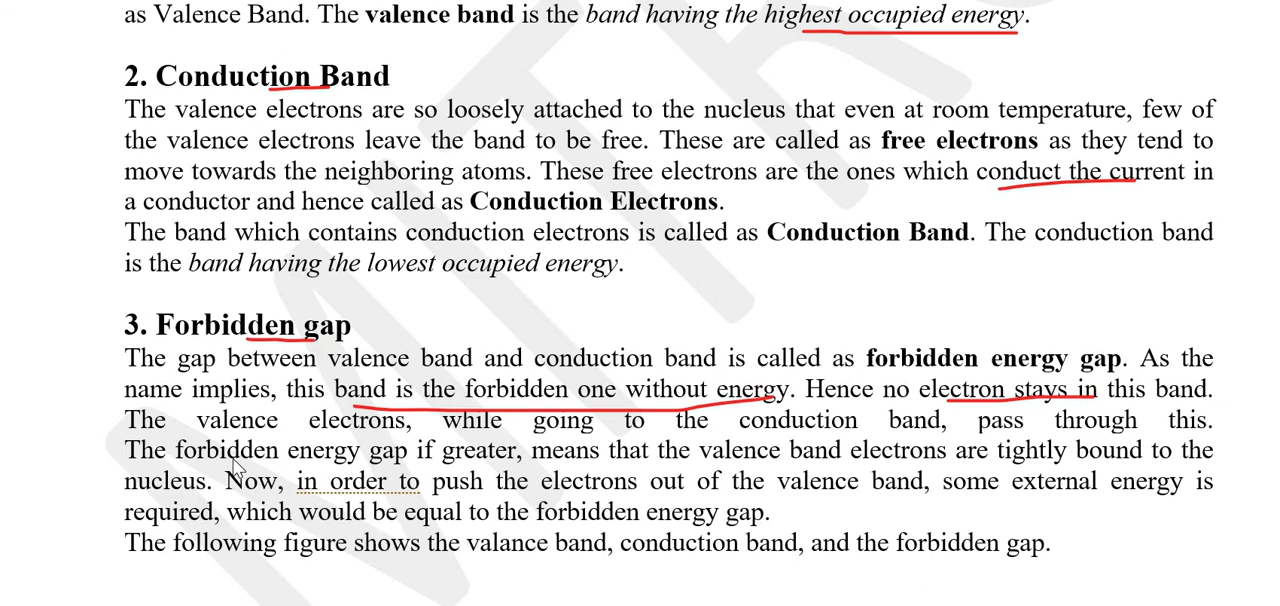 as Valence Band. The valence band is the band having the highest occupied energy.
2. Conduction Band
The valence electrons are so loosely attached to the nucleus that even at room temperature, few of
the valence electrons leave the band to be free. These are called as free electrons as they tend to
move towards the neighboring atoms. These free electrons are the ones which conduct the current in
a conductor and hence called as Conduction Electrons.
The band which contains conduction electrons is called as Conduction Band. The conduction band
is the band having the lowest occupied energy.
3. Forbidden gap
The gap between valence band and conduction band is called as forbidden energy gap. As the
name implies, this band is the forbidden one without energy. Hence no electron stays in this band.
The valence electrons, while going to the conduction band, pass through this.
The forbidden energy gap if greater, means that the valence band electrons are tightly bound to the
nucleus. Now, in order to push the electrons out of the valence band, some external energy is
required, which would be equal to the forbidden energy gap.
The following figure shows the valance band, conduction band, and the forbidden gap.